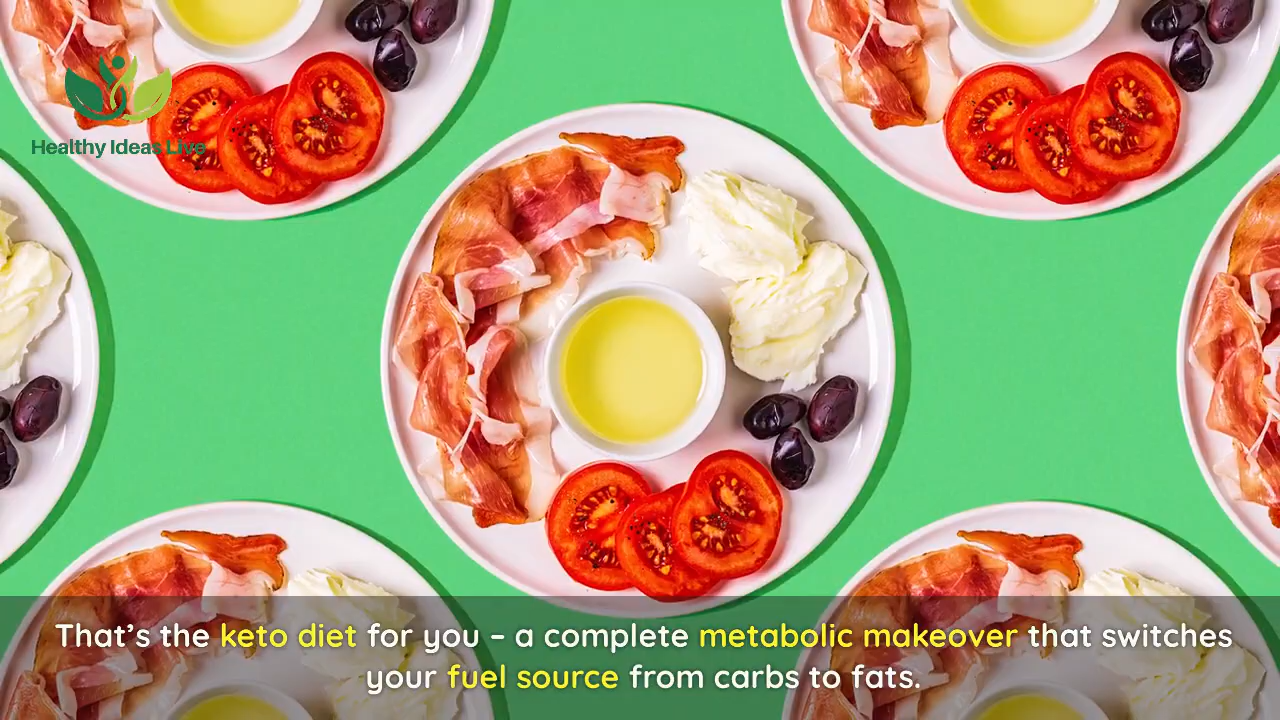 Healthy Ideas Live
That’s the keto diet for you – a complete metabolic makeover that switches
your fuel source from carbs to fats.